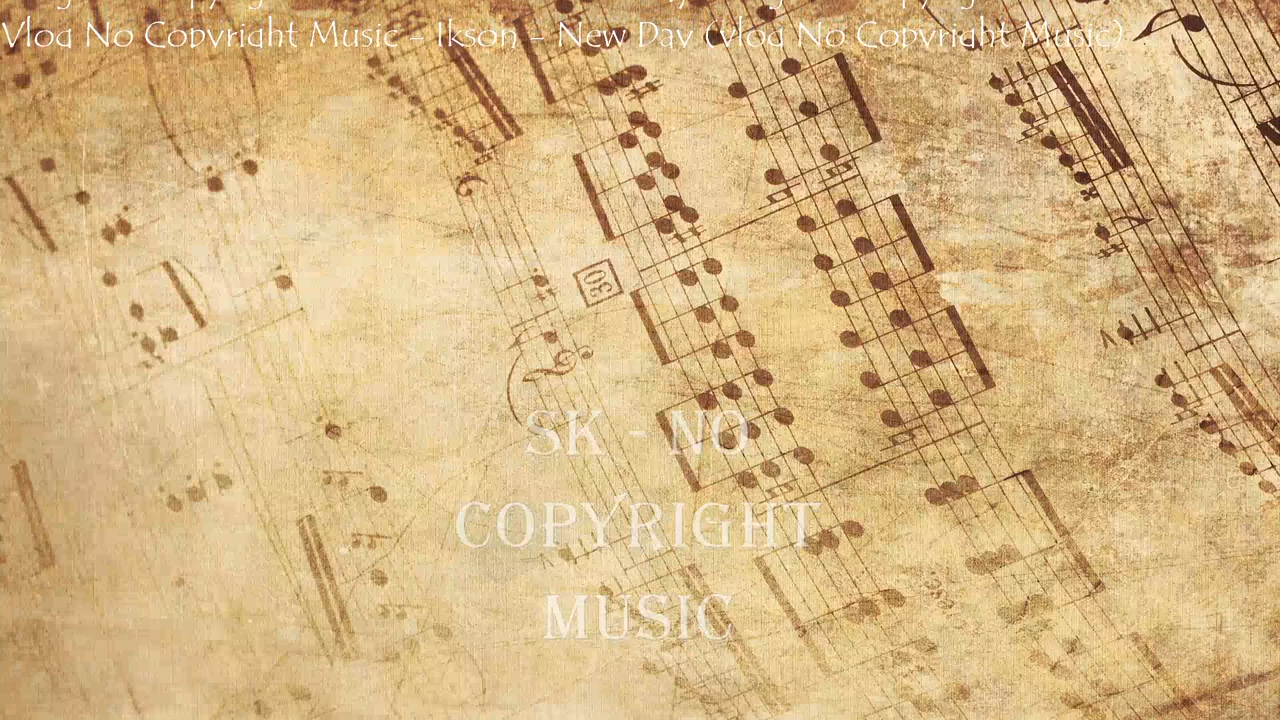 Vlog No Copyright Music - Ikson - New Day (vlog No Copyright Music)
30
SK - NO
COPYRIGHT
MUSIC